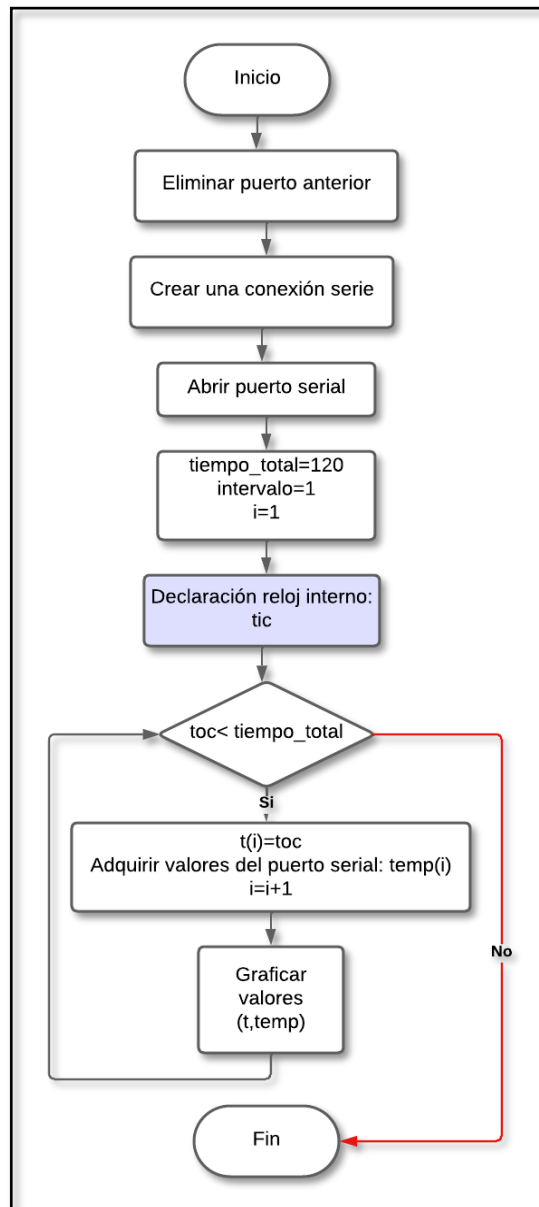 Inicio
Eliminar puerto anterior
Crear una conexión serie
Abrir puerto serial
tiempo_total=120
intervalo=1
i=1
Declaración reloj interno:
tic
toc< tiempo_total
Si
t(i)=toc
Adquirir valores del puerto serial: temp(i)
i=i+1
Graficar
valores
(t,temp)
No
Fin